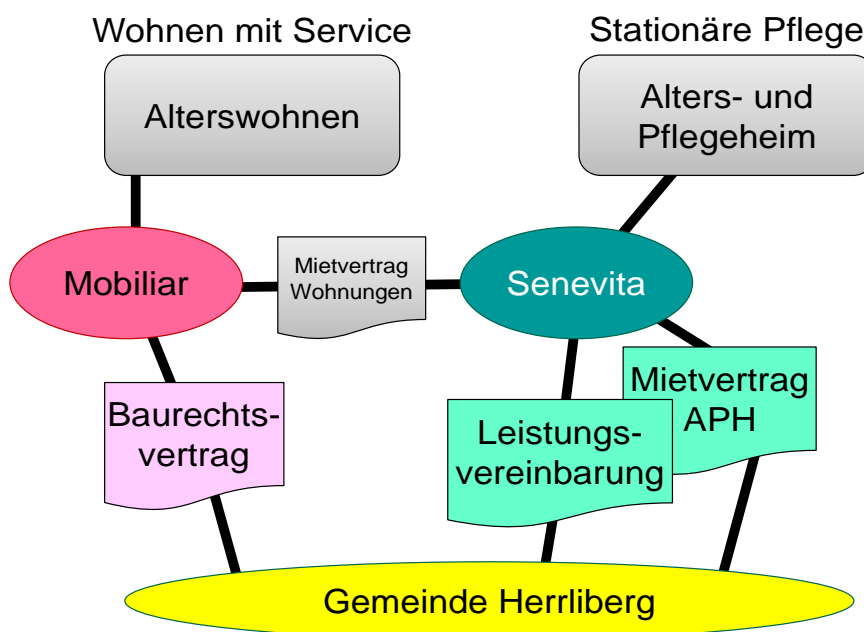 Wohnen mit Service
Stationäre Pflege
Alterswohnen
Alters- und
Pflegeheim
Mobiliar
Mietvertrag
Wohnungen
Senevita
Baurechts-
vertrag
Leistungs-
vereinbarung
Mietvertrag
APH
Gemeinde Herrliberg